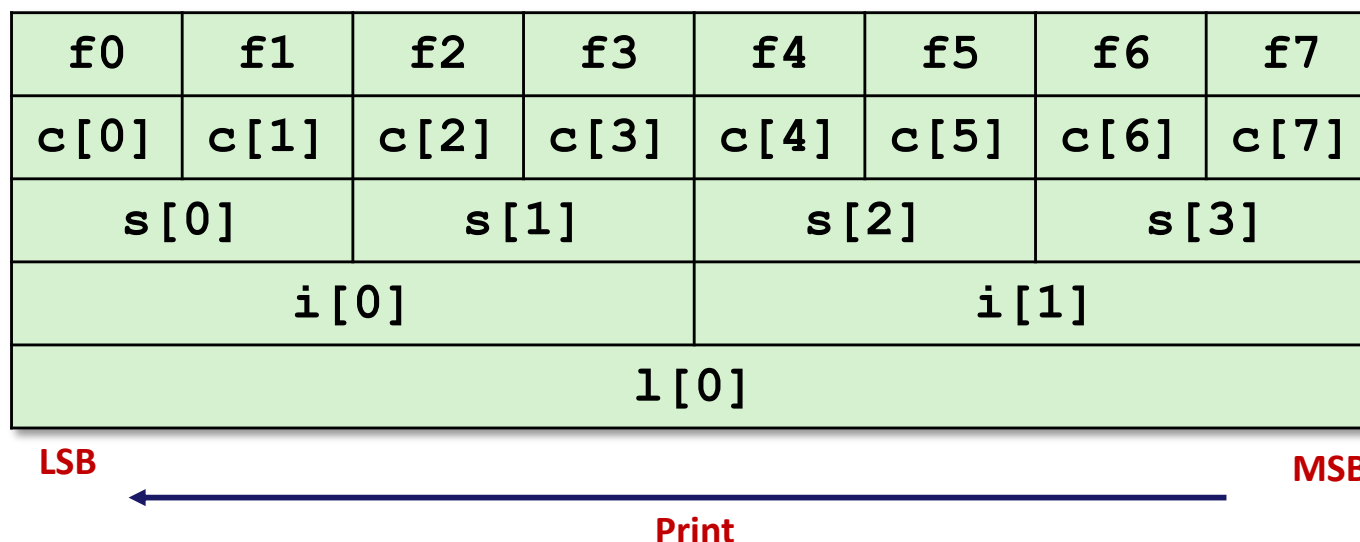 f0 f1 f2 f3 f4 f5 f6 f7
c[0] c[1] c[2] c[3] c[4] c[5] c[6] c[7]
s[0] s[1] s[2] s[3]
i[0] i[1]
l[0]
LSB MSB
Print